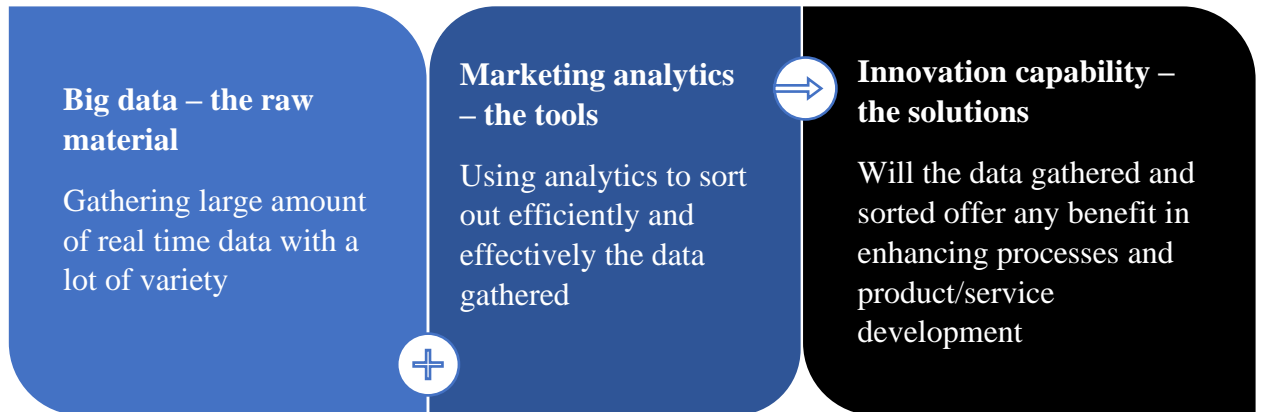 Big data – the raw
material
Gathering large amount
of real time data with a
lot of variety
Marketing analytics
– the tools
Using analytics to sort
out efficiently and
effectively the data
gathered
Innovation capability –
the solutions
Will the data gathered and
sorted offer any benefit in
enhancing processes and
product/service
development